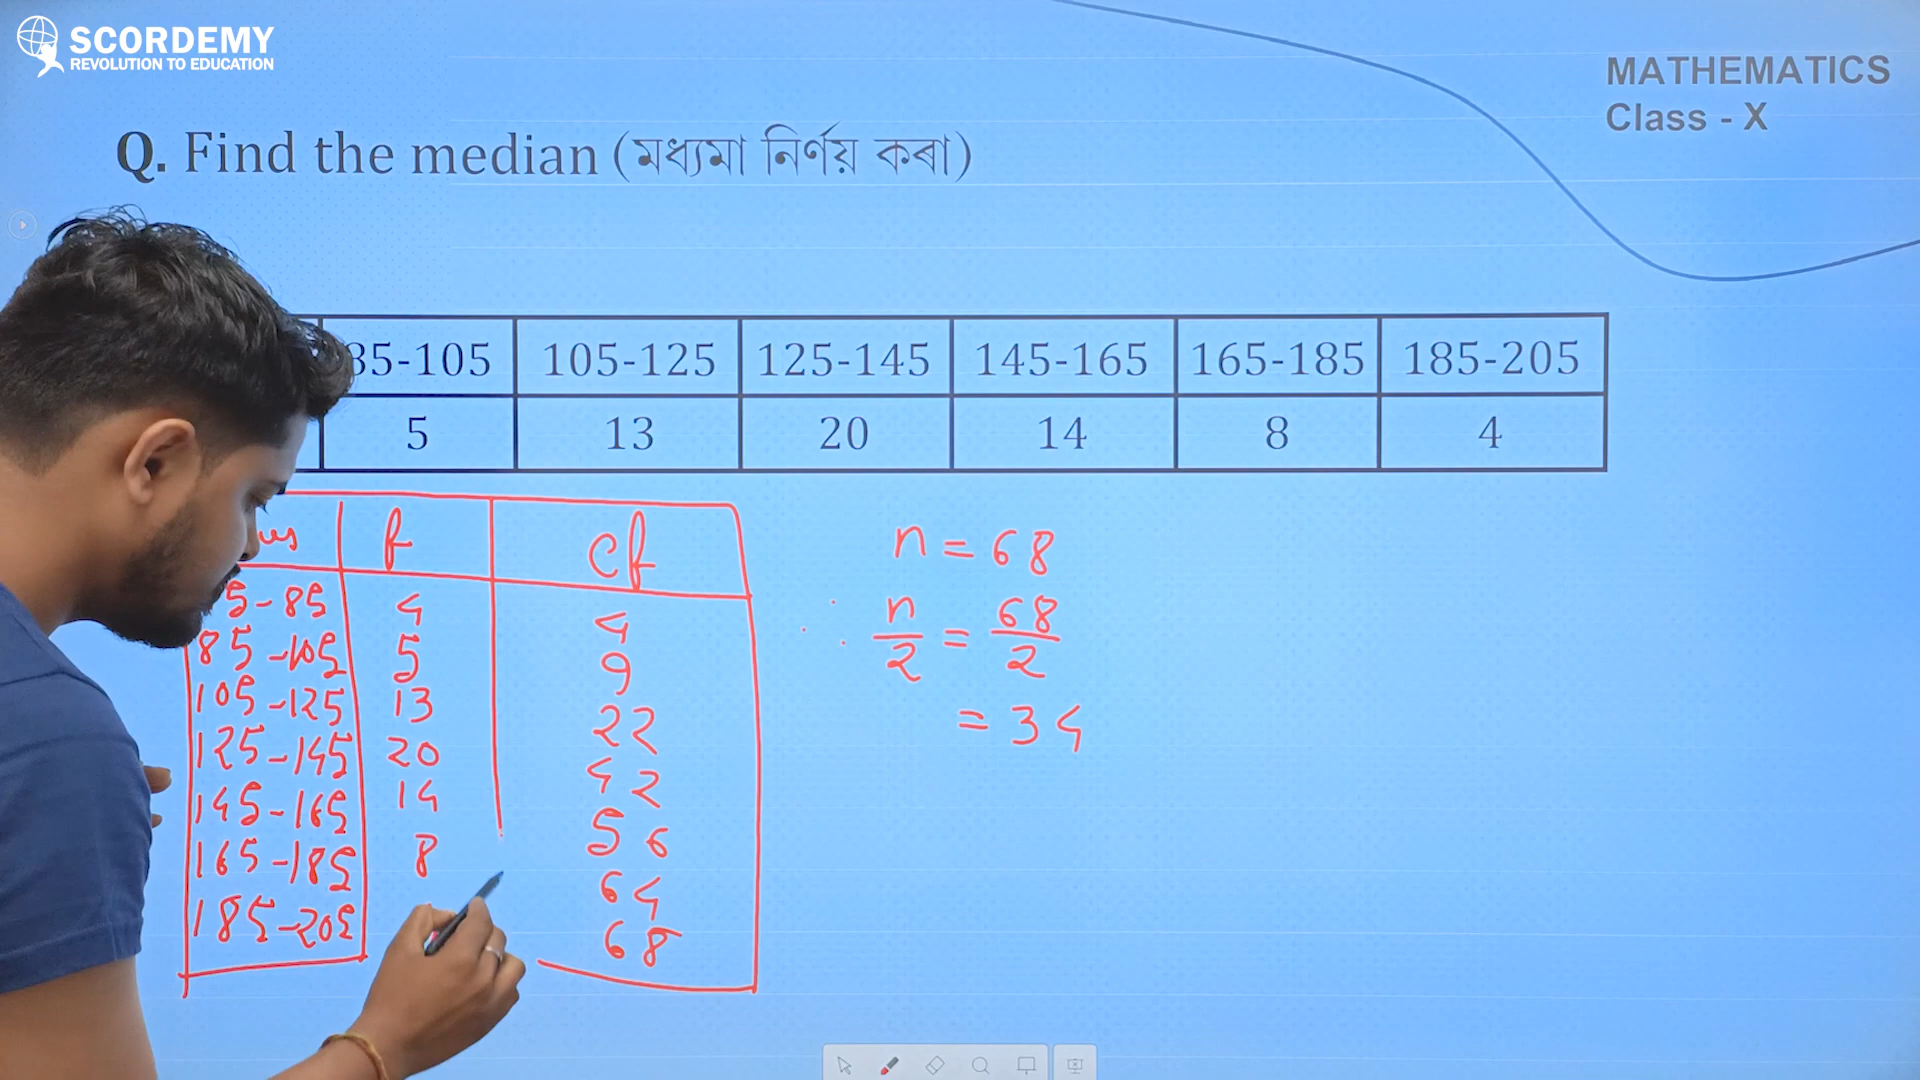 SCORDEMY
REVOLUTION TO EDUCATION
MATHEMATICS
Class - X
Q. Find the median (মধ্যমা নিৰ্ণয় কৰা)
85-105 105-125 125-145 145-165 165-185 185-205
5 13 20 14 8 4
f cf
5-85 4 4
85-105 5 9
105-125 13 22
125-145 20 42
145-165 14 56
165-185 8 64
185-205 68
n = 68
∴ n/2 = 68/2
= 34